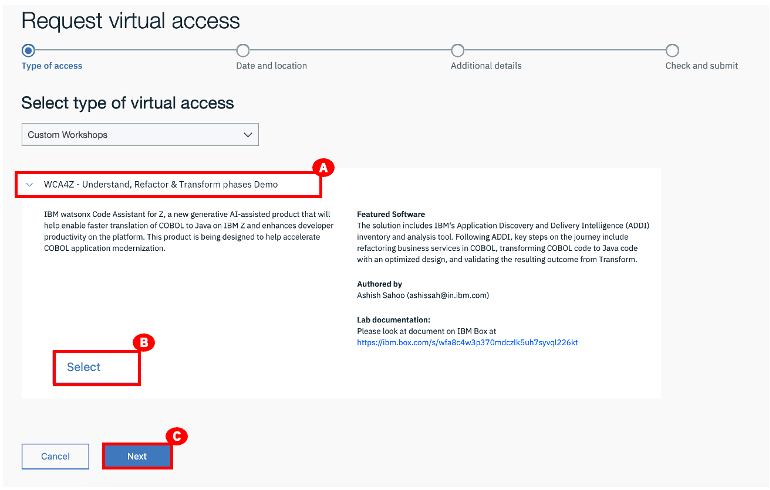 Request virtual access
Type of access
Date and location
Additional details
Check and submit
Select type of virtual access
Custom Workshops
A
WCA4Z - Understand, Refactor & Transform phases Demo
IBM watsonx Code Assistant for Z, a new generative AI-assisted product that will
help enable faster translation of COBOL to Java on IBM Z and enhances developer
productivity on the platform. This product is being designed to help accelerate
COBOL application modernization.
Featured Software
The solution includes IBM's Application Discovery and Delivery Intelligence (ADDI)
inventory and analysis tool. Following ADDI, key steps on the journey include
refactoring business services in COBOL, transforming COBOL code to Java code
with an optimized design, and validating the resulting outcome from Transform.
Authored by
Ashish Sahoo (ashissah@in.ibm.com)
Lab documentation:
Please look at document on IBM Box at
https://ibm.box.com/s/wfa8c4w3p370mdczlk5uh7syvql226kt
B
Select
C
Cancel
Next